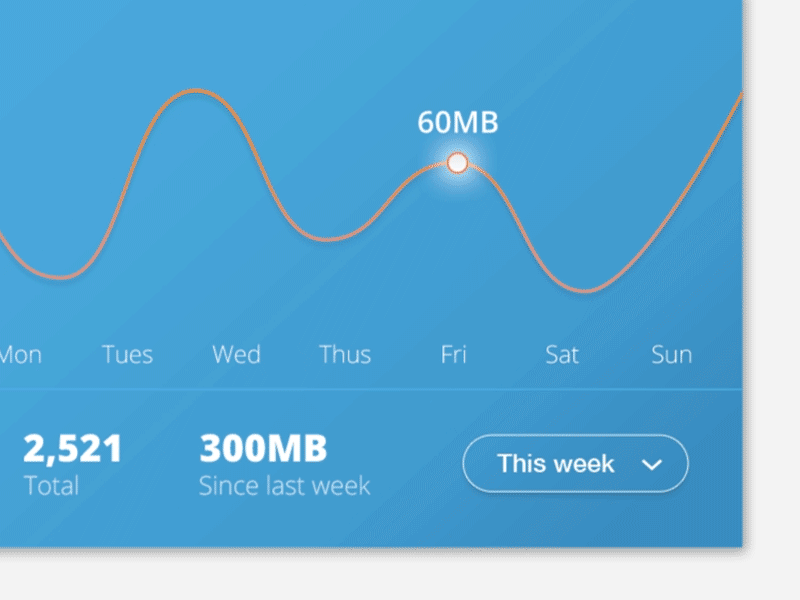 60MB
Mon Tues Wed Thus Fri Sat Sun
2,521 300MB This week
Total Since last week